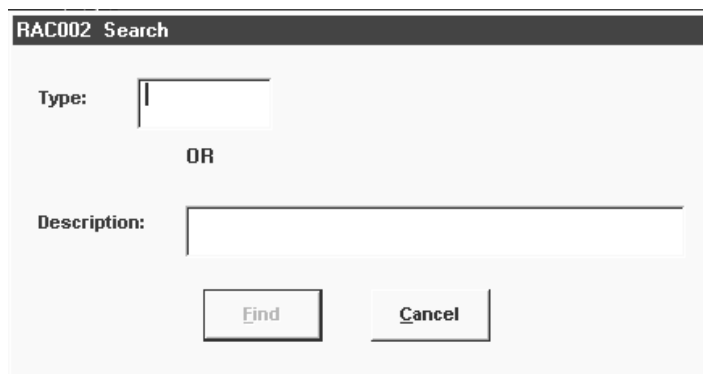 RAC002 Search
Type:
OR
Description:
Find Cancel